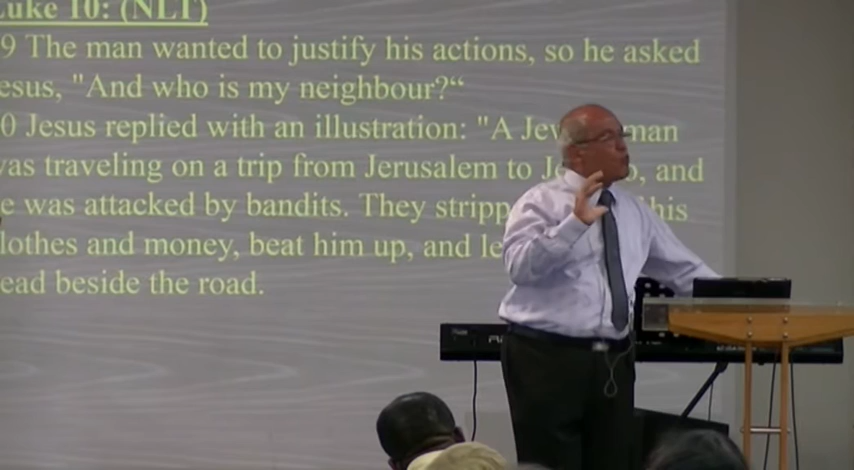 Luke 10: (NLT)
9 The man wanted to justify his actions, so he asked
esus, "And who is my neighbour?“
0 Jesus replied with an illustration: "A Jew man
was traveling on a trip from Jerusalem to J o, and
e was attacked by bandits. They stripp his
lothes and money, beat him up, and le
ead beside the road.